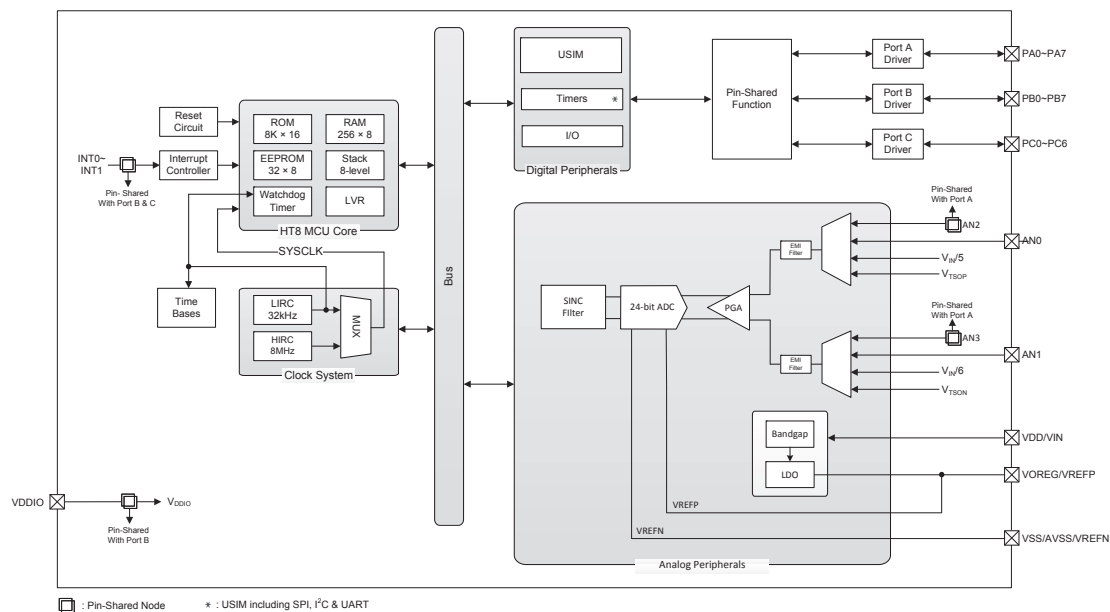 Reset
Circuit
INT0~
INT1
Pin- Shared
With Port B & C
Interrupt
Controller
ROM
8K × 16
RAM
256 × 8
EEPROM
32 × 8
Stack
8-level
Watchdog
Timer
LVR
HT8 MCU Core
SYSCLK
Time
Bases
LIRC
32kHz
HIRC
8MHz
MUX
Clock System
VDDIO
VDDIO
Pin-Shared
With Port B
Bus
USIM
Timers *
I/O
Digital Peripherals
Pin-Shared
Function
Port A
Driver
Port B
Driver
Port C
Driver
PA0~PA7
PB0~PB7
PC0~PC6
Pin-Shared
With Port A
AN2
AN0
VIN/5
VTSOP
EMI
Filter
SINC
FIlter
24-bit ADC
PGA
Pin-Shared
With Port A
AN3
AN1
VIN/6
VTSON
EMI
Filter
Bandgap
LDO
VDD/VIN
VOREG/VREFP
VREFP
VREFN
VSS/AVSS/VREFN
Analog Peripherals
: Pin-Shared Node
* : USIM including SPI, I²C & UART